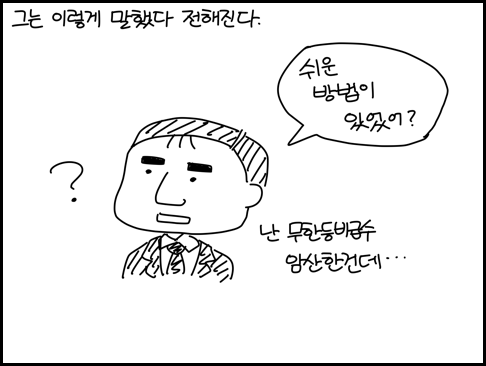 그는 이렇게 말했다 전해진다.
쉬운
방법이
있었어?
?
난 무한등비급수
암산한건데...